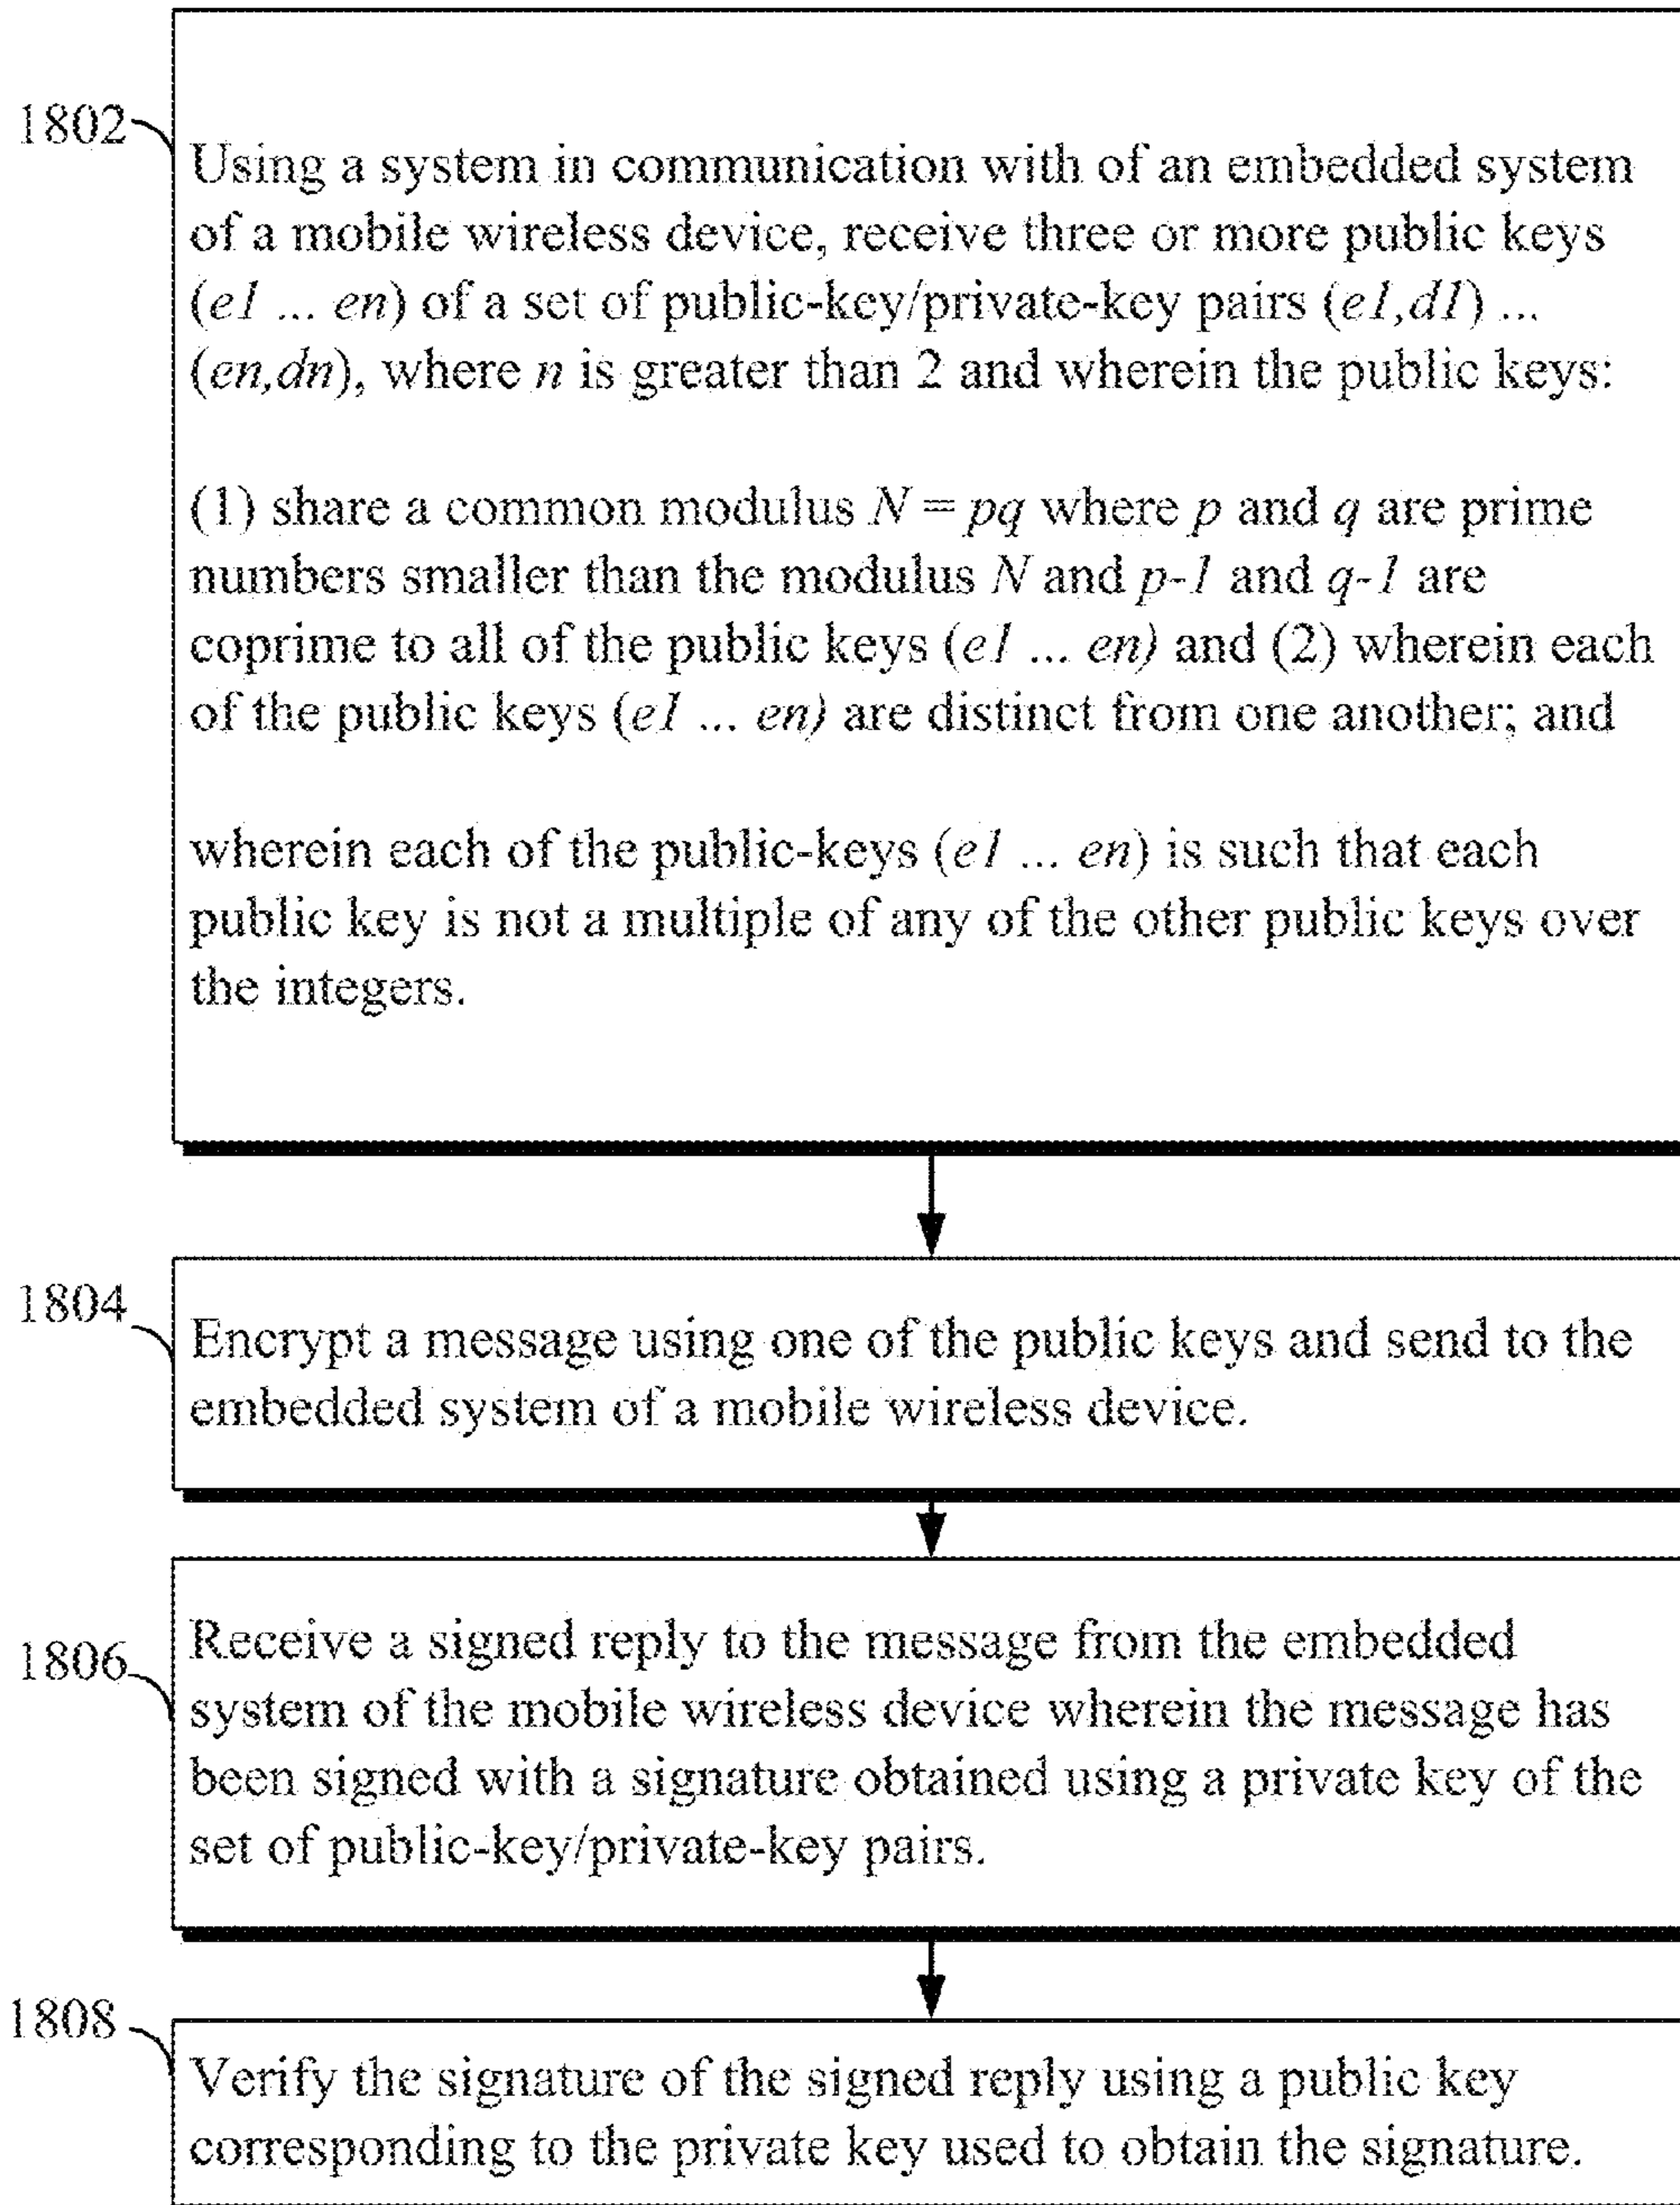 1802
Using a system in communication with of an embedded system
of a mobile wireless device, receive three or more public keys
(e1 ... en) of a set of public-key/private-key pairs (e1,d1) ...
(en,dn), where n is greater than 2 and wherein the public keys:
(1) share a common modulus N = pq where p and q are prime
numbers smaller than the modulus N and p-1 and q-1 are
coprime to all of the public keys (e1 ... en) and (2) wherein each
of the public keys (e1 ... en) are distinct from one another; and
wherein each of the public-keys (e1 ... en) is such that each
public key is not a multiple of any of the other public keys over
the integers.
1804
Encrypt a message using one of the public keys and send to the
embedded system of a mobile wireless device.
1806
Receive a signed reply to the message from the embedded
system of the mobile wireless device wherein the message has
been signed with a signature obtained using a private key of the
set of public-key/private-key pairs.
1808
Verify the signature of the signed reply using a public key
corresponding to the private key used to obtain the signature.